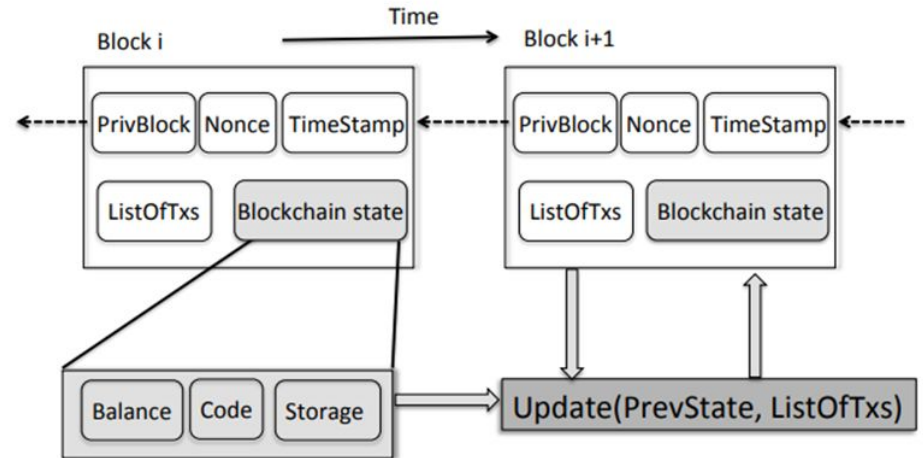 Time
Block i
Block i+1
PrivBlock Nonce TimeStamp
PrivBlock Nonce TimeStamp
ListOfTxs Blockchain state
ListOfTxs Blockchain state
Balance Code Storage
Update(PrevState, ListOfTxs)